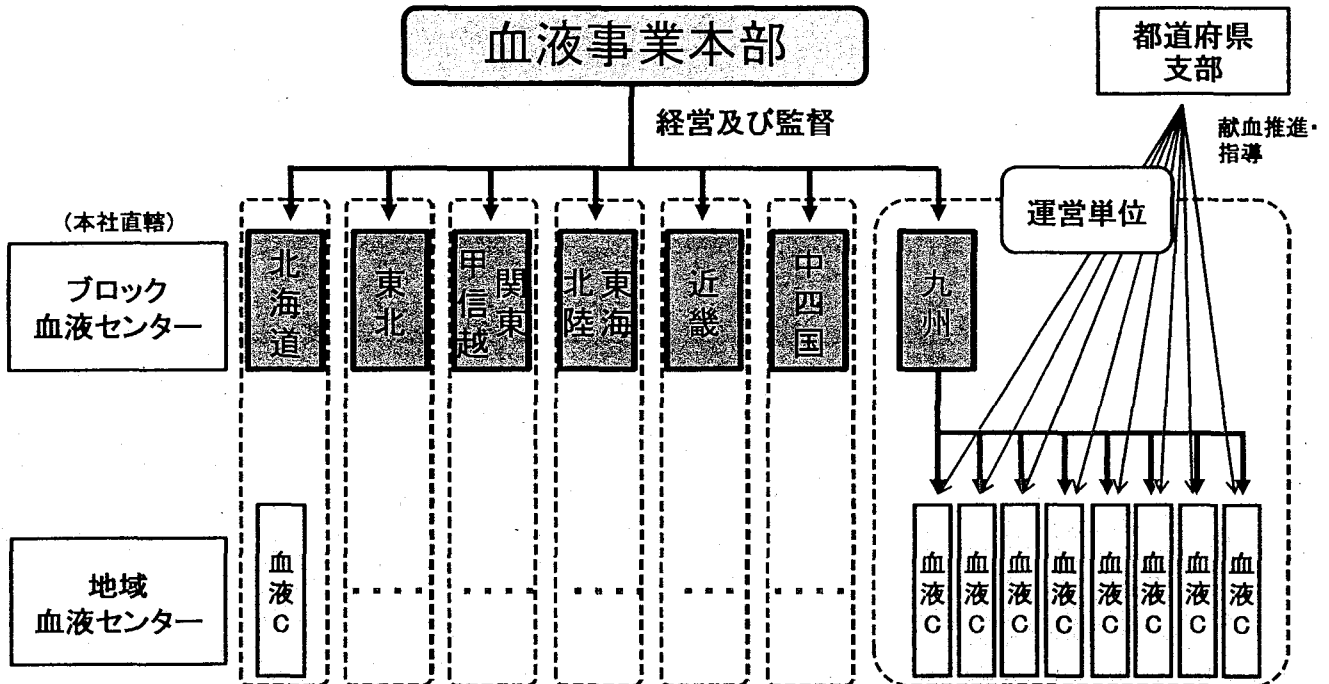 血液事業本部
都道府県
支部
経営及び監督
献血推進・
指導
運営単位
(本社直轄)
ブロック
血液センター
北海道
東北
関東
甲信越
東海
北陸
近畿
中四国
九州
地域
血液センター
血液C
血液C
血液C
血液C
血液C
血液C
血液C
血液C
血液C